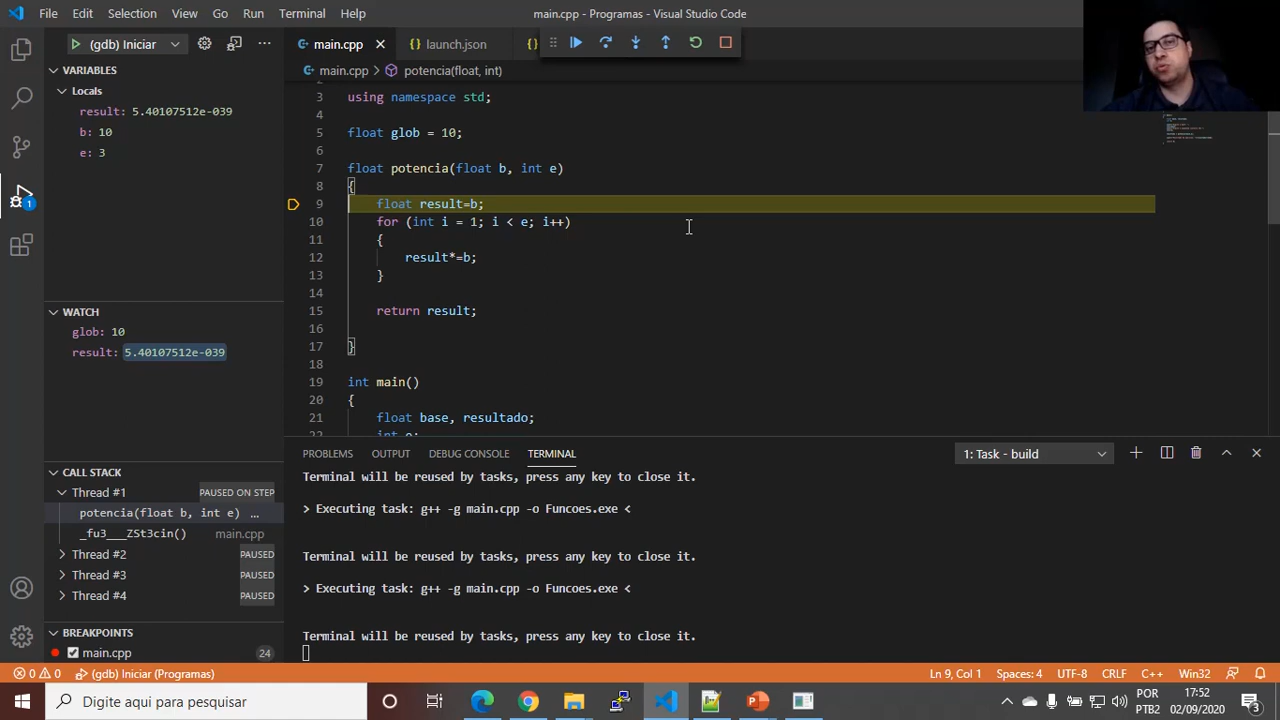 File Edit Selection View Go Run Terminal Help main.cpp - Programas - Visual Studio Code
(gdb) Iniciar
main.cpp launch.json
main.cpp > potencia(float, int)
VARIABLES
Locals
result: 5.40107512e-039
b: 10
e: 3
WATCH
glob: 10
result: 5.40107512e-039
CALL STACK
Thread #1 PAUSED ON STEP
potencia(float b, int e) ...
_fu3___ZSt3cin() main.cpp
Thread #2 PAUSED
Thread #3 PAUSED
Thread #4 PAUSED
BREAKPOINTS
main.cpp 24
1
3 using namespace std;
4
5 float glob = 10;
6
7 float potencia(float b, int e)
8 {
9 float result=b;
10 for (int i = 1; i < e; i++)
11 {
12 result*=b;
13 }
14
15 return result;
16
17 }
18
19 int main()
20 {
21 float base, resultado;
22 int e;
PROBLEMS OUTPUT DEBUG CONSOLE TERMINAL 1: Task - build
Terminal will be reused by tasks, press any key to close it.
> Executing task: g++ -g main.cpp -o Funcoes.exe <
Terminal will be reused by tasks, press any key to close it.
> Executing task: g++ -g main.cpp -o Funcoes.exe <
Terminal will be reused by tasks, press any key to close it.
0 0 (gdb) Iniciar (Programas) Ln 9, Col 1 Spaces: 4 UTF-8 CRLF C++ Win32
Digite aqui para pesquisar
POR
PTB2
17:52
02/09/2020
3